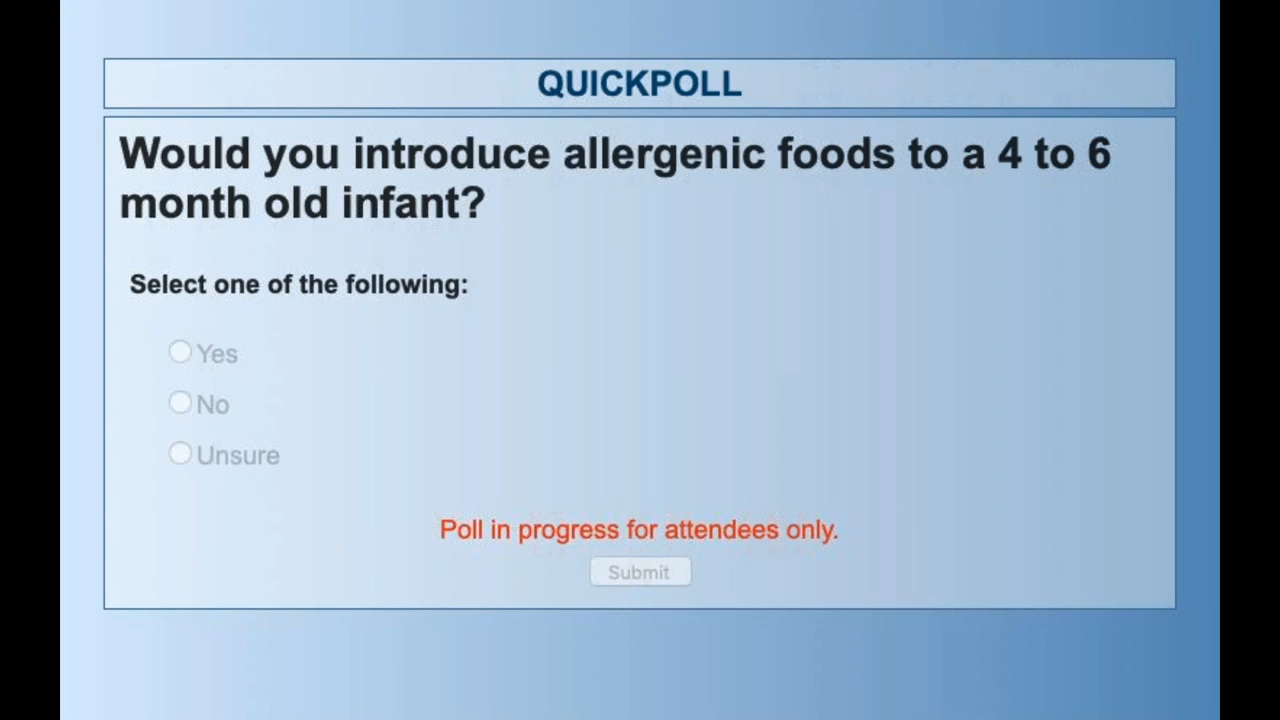 QUICKPOLL
Would you introduce allergenic foods to a 4 to 6
month old infant?
Select one of the following:
Yes
No
Unsure
Poll in progress for attendees only.
Submit